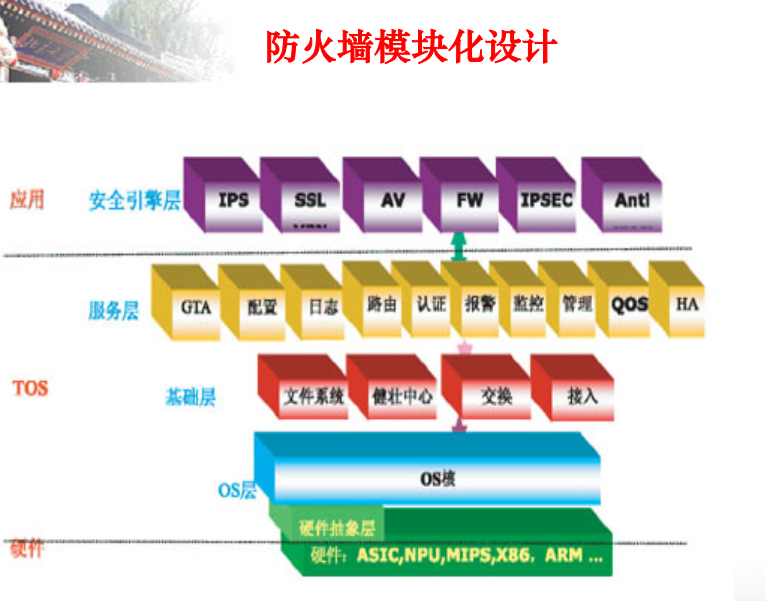 防火墙模块化设计
应用
安全引擎层
IPS
SSL
VPN
AV
FW
IPSEC
Anti
服务层
GTA
配置
日志
路由
认证
报警
监控
管理
QOS
HA
TOS
基础层
文件系统
健壮中心
交换
接入
OS层
OS核
硬件抽象层
硬件
硬件：ASIC,NPU,MIPS,X86，ARM ...